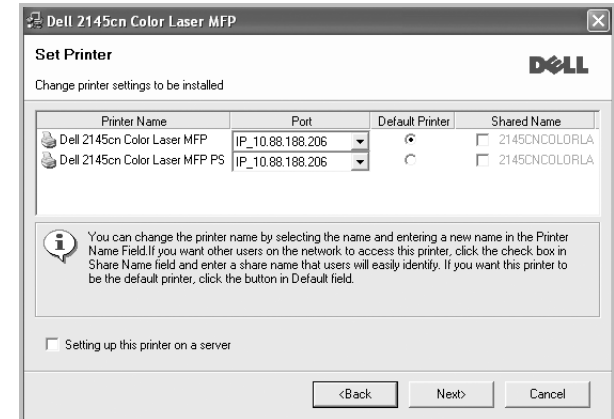 Dell 2145cn Color Laser MFP
Set Printer
DELL
Change printer settings to be installed
Printer Name Port Default Printer Shared Name
Dell 2145cn Color Laser MFP IP_10.88.188.206 2145CNCOLORLA
Dell 2145cn Color Laser MFP PS IP_10.88.188.206 2145CNCOLORLA
You can change the printer name by selecting the name and entering a new name in the Printer
Name Field.If you want other users on the network to access this printer, click the check box in
Share Name field and enter a share name that users will easily identify. If you want this printer to
be the default printer, click the button in Default field.
Setting up this printer on a server
<Back Next> Cancel